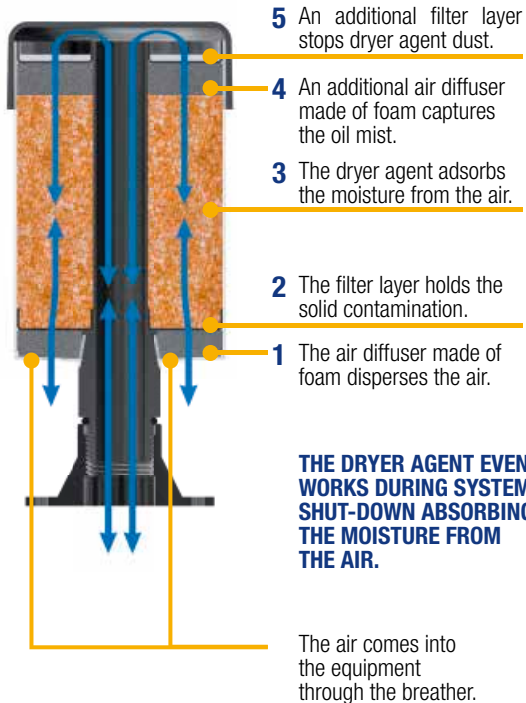 5 An additional filter layer
stops dryer agent dust.
4 An additional air diffuser
made of foam captures
the oil mist.
3 The dryer agent adsorbs
the moisture from the air.
2 The filter layer holds the
solid contamination.
1 The air diffuser made of
foam disperses the air.
THE DRYER AGENT EVEN
WORKS DURING SYSTEM
SHUT-DOWN ABSORBING
THE MOISTURE FROM
THE AIR.
The air comes into
the equipment
through the breather.